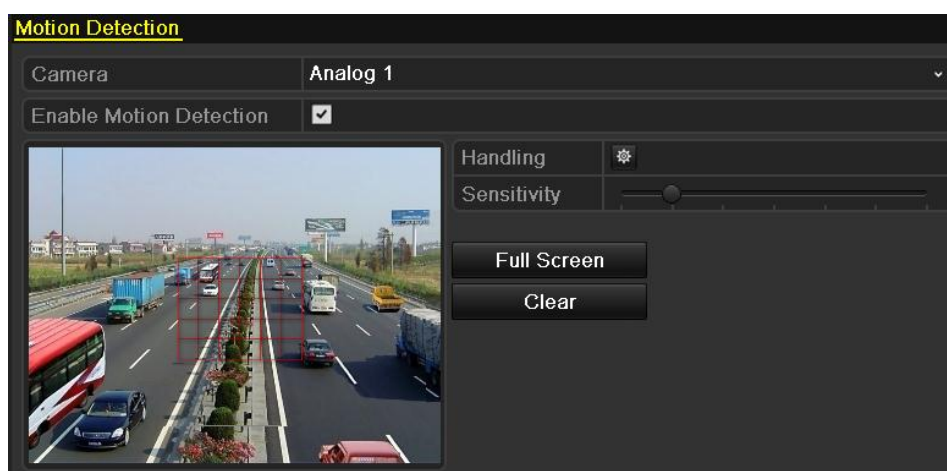 Motion Detection
Camera
Analog 1
Enable Motion Detection
Handling
Sensitivity
Full Screen
Clear